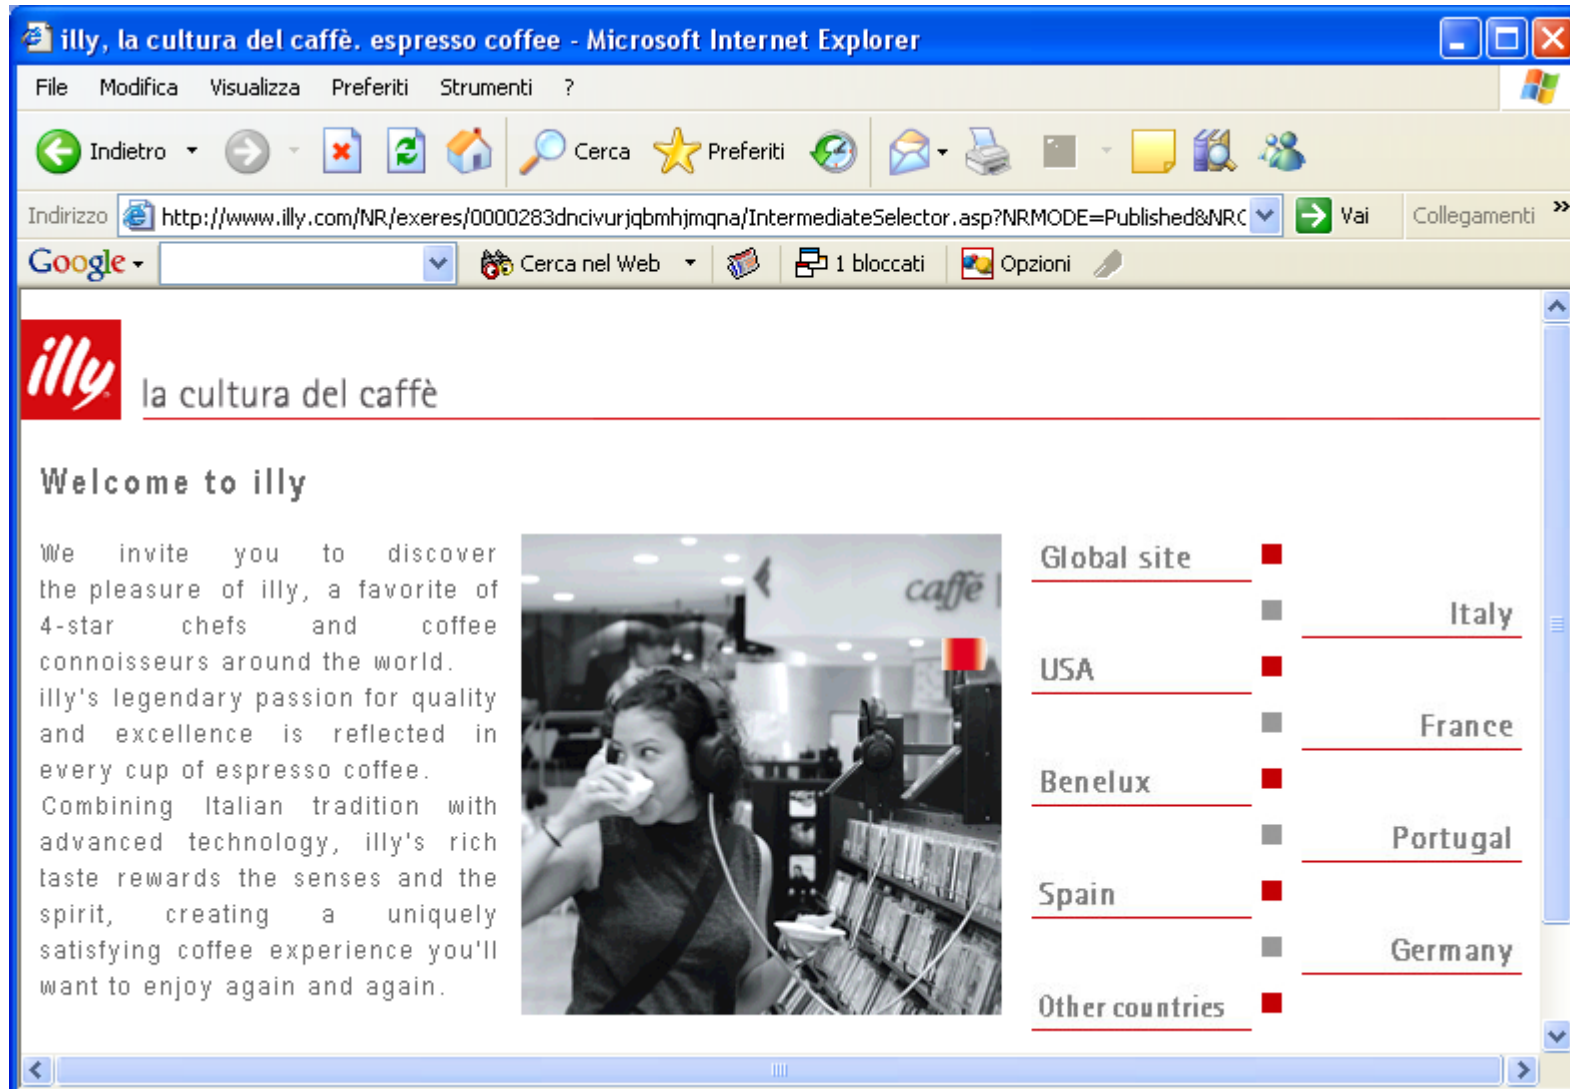 illy, la cultura del caffè. espresso coffee - Microsoft Internet Explorer
File Modifica Visualizza Preferiti Strumenti ?
Indietro Cerca Preferiti
Indirizzo http://www.illy.com/NR/exeres/0000283dncivurjqbmhjmqna/IntermediateSelector.asp?NRMODE=Published&NRC Vai Collegamenti »
Google Cerca nel Web 1 bloccati Opzioni
illy la cultura del caffè
Welcome to illy
We invite you to discover
the pleasure of illy, a favorite of
4-star chefs and coffee
connoisseurs around the world.
illy's legendary passion for quality
and excellence is reflected in
every cup of espresso coffee.
Combining Italian tradition with
advanced technology, illy's rich
taste rewards the senses and the
spirit, creating a uniquely
satisfying coffee experience you'll
want to enjoy again and again.
caffè
Global site
Italy
USA
France
Benelux
Portugal
Spain
Germany
Other countries